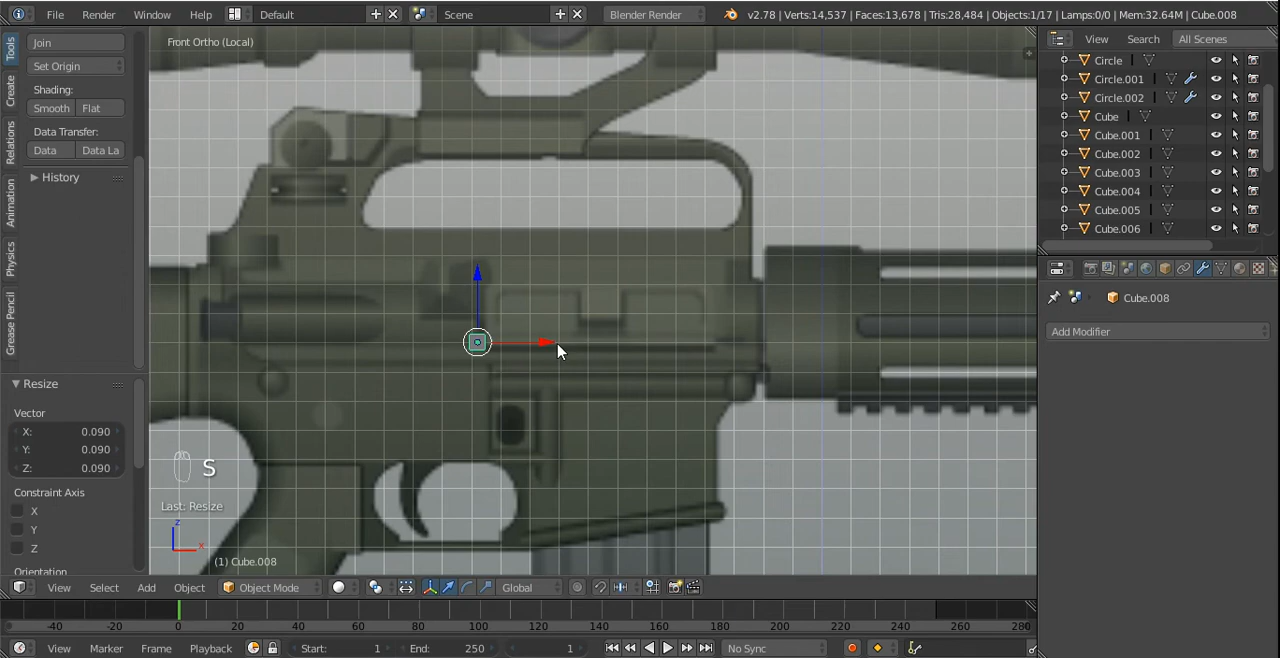 File Render Window Help Default Scene Blender Render v2.78 | Verts:14,537 | Faces:13,678 | Tris:28,484 | Objects:1/17 | Lamps:0/0 | Mem:32.64M | Cube.008
Tools
Create
Relations
Animation
Physics
Grease Pencil
Join
Set Origin
Shading:
Smooth Flat
Data Transfer:
Data Data La
History
Resize
Vector
X: 0.090
Y: 0.090
Z: 0.090
Constraint Axis
X
Y
Z
Orientation
Front Ortho (Local)
S
Last: Resize
z
x
(1) Cube.008
View Select Add Object Object Mode Global
-40 -20 0 20 40 60 80 100 120 140 160 180 200 220 240 260 280
View Marker Frame Playback Start: 1 End: 250 1 No Sync
View Search All Scenes
Circle
Circle.001
Circle.002
Cube
Cube.001
Cube.002
Cube.003
Cube.004
Cube.005
Cube.006
Cube.008
Add Modifier